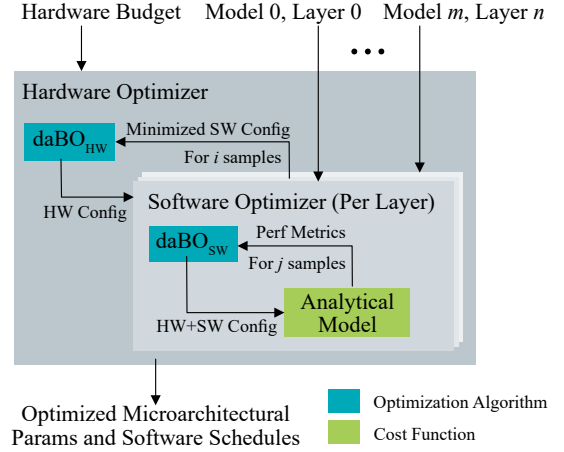 Hardware Budget
Model 0, Layer 0
Model m, Layer n
...
Hardware Optimizer
daBO_HW
Minimized SW Config
For i samples
HW Config
Software Optimizer (Per Layer)
daBO_SW
Perf Metrics
For j samples
HW+SW Config
Analytical
Model
Optimized Microarchitectural
Params and Software Schedules
Optimization Algorithm
Cost Function